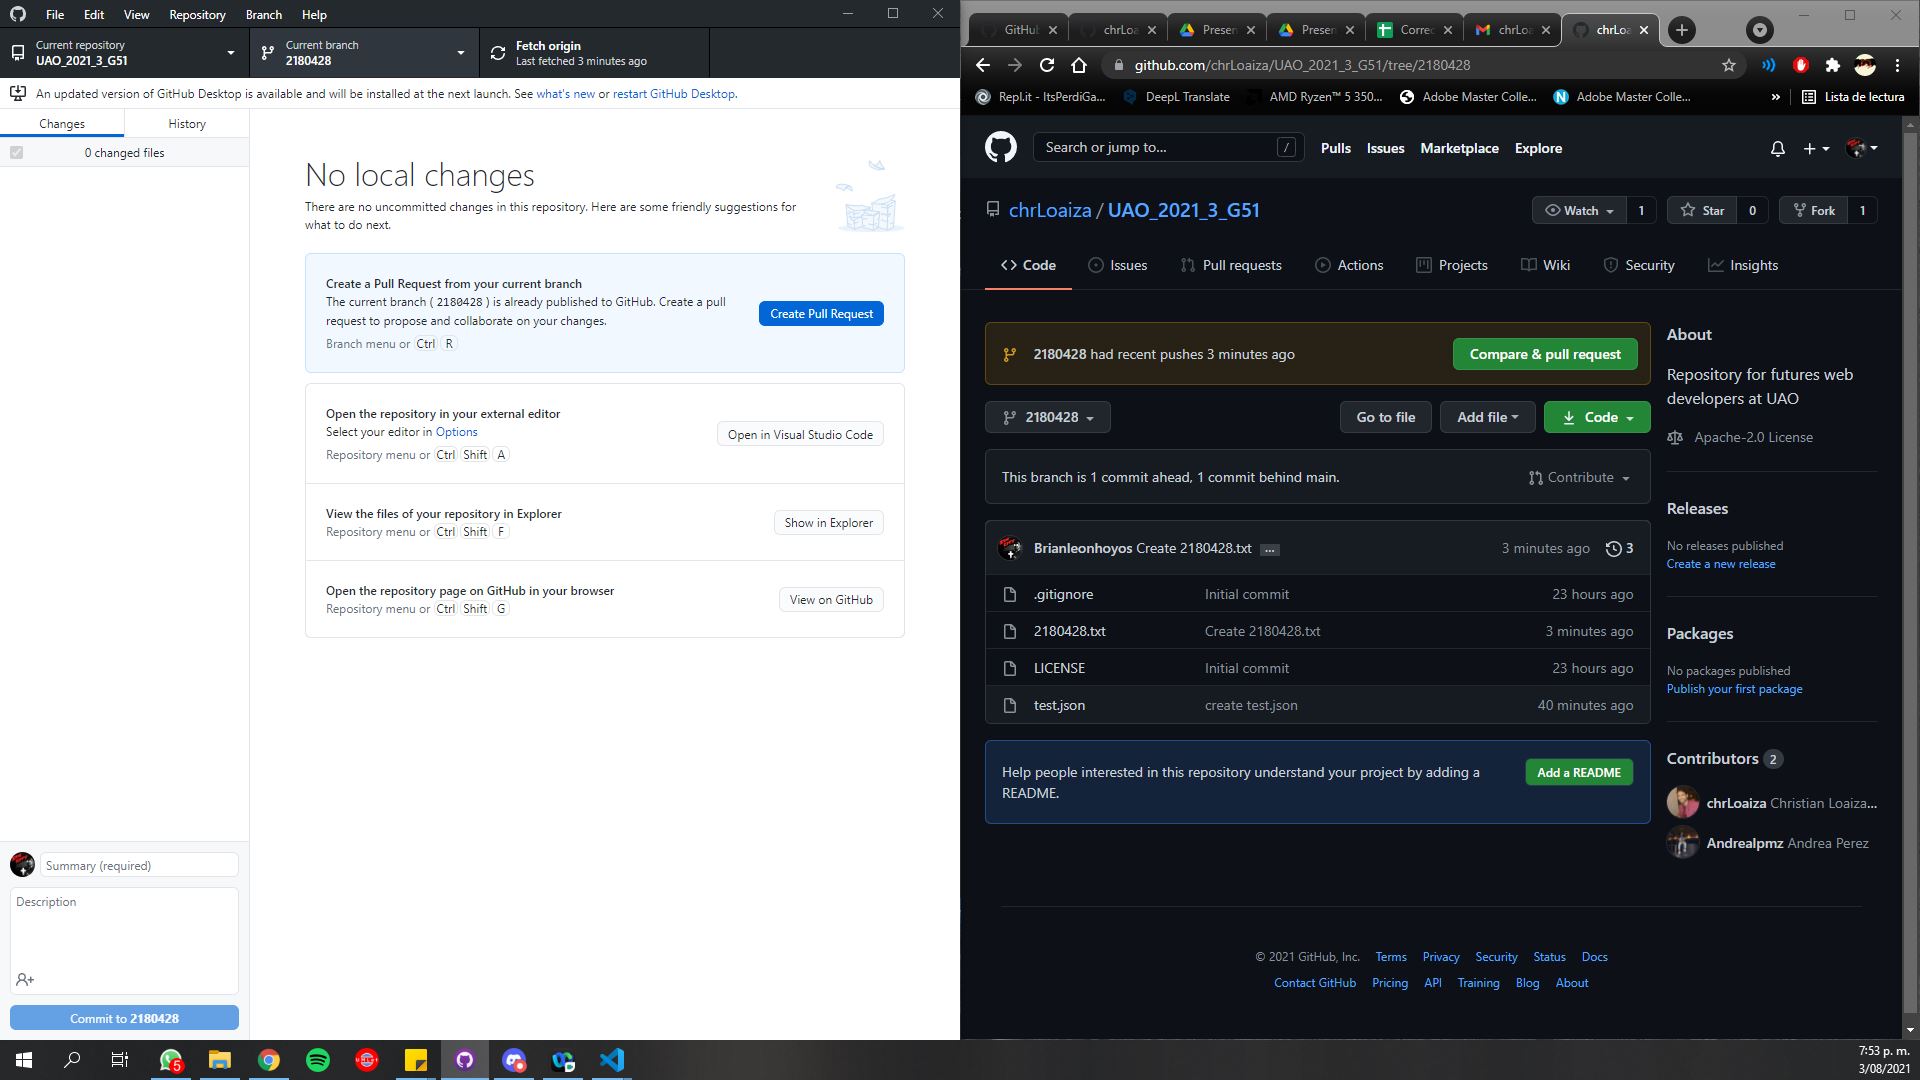 File Edit View Repository Branch Help
Current repository
UAO_2021_3_G51
Current branch
2180428
Fetch origin
Last fetched 3 minutes ago
An updated version of GitHub Desktop is available and will be installed at the next launch. See what's new or restart GitHub Desktop.
Changes History
0 changed files
No local changes
There are no uncommitted changes in this repository. Here are some friendly suggestions for
what to do next.
Create a Pull Request from your current branch
The current branch ( 2180428 ) is already published to GitHub. Create a pull
request to propose and collaborate on your changes.
Branch menu or Ctrl R
Create Pull Request
Open the repository in your external editor
Select your editor in Options
Repository menu or Ctrl Shift A
Open in Visual Studio Code
View the files of your repository in Explorer
Repository menu or Ctrl Shift F
Show in Explorer
Open the repository page on GitHub in your browser
Repository menu or Ctrl Shift G
View on GitHub
Summary (required)
Description
Commit to 2180428
GitHub chrLoa Presen Presen Correc chrLoa chrLoa
github.com/chrLoaiza/UAO_2021_3_G51/tree/2180428
Repl.it - ItsPerdiGa... DeepL Translate AMD Ryzen™ 5 350... Adobe Master Colle... Adobe Master Colle... » Lista de lectura
Search or jump to... / Pulls Issues Marketplace Explore
chrLoaiza / UAO_2021_3_G51
Watch 1 Star 0 Fork 1
Code Issues Pull requests Actions Projects Wiki Security Insights
2180428 had recent pushes 3 minutes ago Compare & pull request
2180428 Go to file Add file Code
This branch is 1 commit ahead, 1 commit behind main. Contribute
Brianleonhoyos Create 2180428.txt ... 3 minutes ago 3
.gitignore Initial commit 23 hours ago
2180428.txt Create 2180428.txt 3 minutes ago
LICENSE Initial commit 23 hours ago
test.json create test.json 40 minutes ago
Help people interested in this repository understand your project by adding a
README.
Add a README
About
Repository for futures web
developers at UAO
Apache-2.0 License
Releases
No releases published
Create a new release
Packages
No packages published
Publish your first package
Contributors 2
chrLoaiza Christian Loaiza...
Andrealpmz Andrea Perez
© 2021 GitHub, Inc. Terms Privacy Security Status Docs
Contact GitHub Pricing API Training Blog About
5
7:53 p. m.
3/08/2021